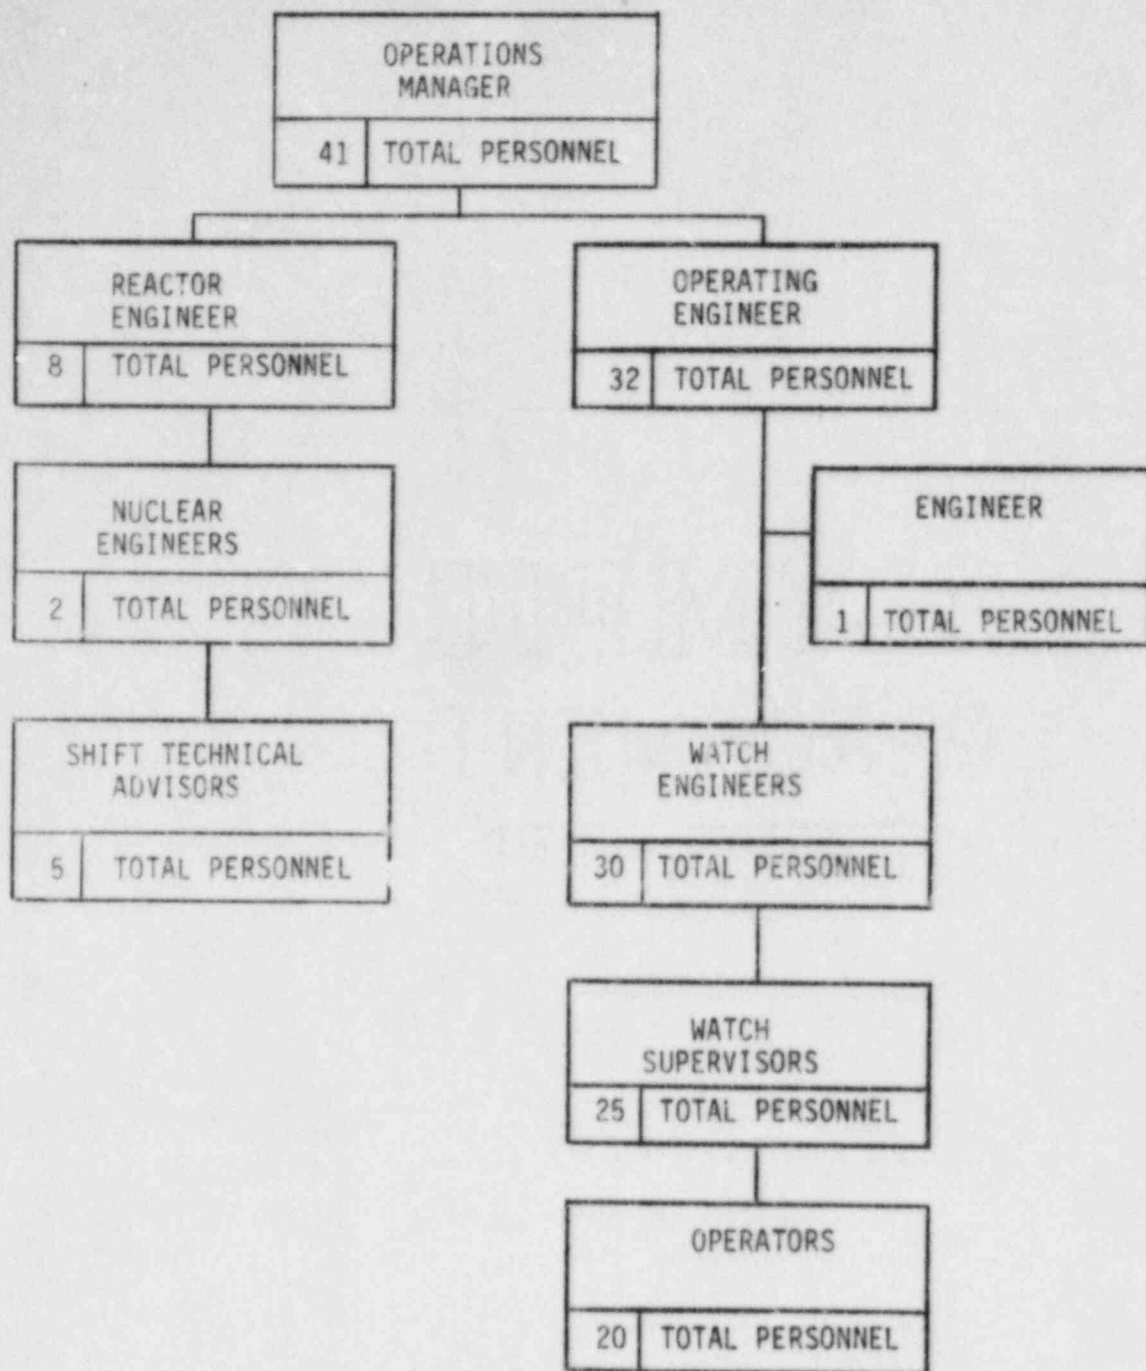 OPERATIONS
MANAGER
41 TOTAL PERSONNEL
REACTOR
ENGINEER
8 TOTAL PERSONNEL
OPERATING
ENGINEER
32 TOTAL PERSONNEL
NUCLEAR
ENGINEERS
2 TOTAL PERSONNEL
ENGINEER
1 TOTAL PERSONNEL
SHIFT TECHNICAL
ADVISORS
5 TOTAL PERSONNEL
WATCH
ENGINEERS
30 TOTAL PERSONNEL
WATCH
SUPERVISORS
25 TOTAL PERSONNEL
OPERATORS
20 TOTAL PERSONNEL